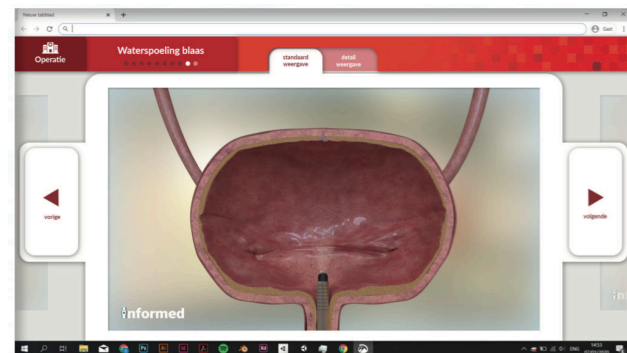 Nieuw tabblad
Gast
Operatie
Waterspoeling blaas
standaard
weergave
detail
weergave
vorige
volgende
informed
ENG
14:53